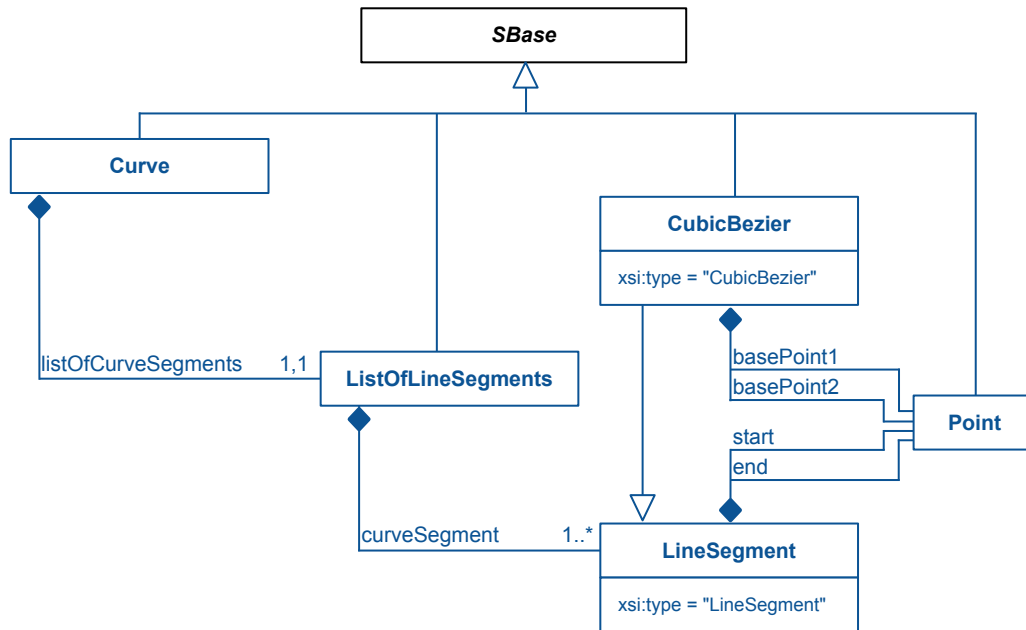 SBase
Curve
CubicBezier
xsi:type = "CubicBezier"
listOfCurveSegments 1,1
ListOfLineSegments
basePoint1
basePoint2
Point
start
end
curveSegment 1..*
LineSegment
xsi:type = "LineSegment"